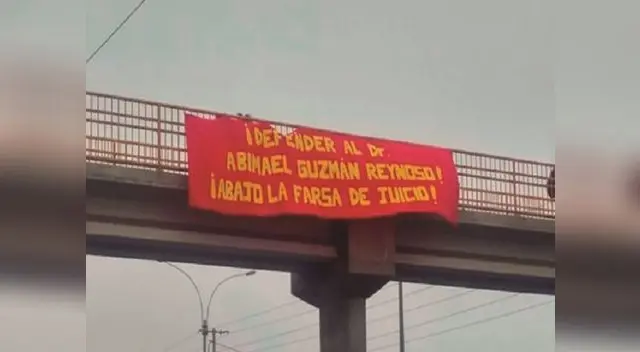 ¡DEFENDER AL Dr.
ABIMAEL GUZMÁN REYNOSO!
¡ABAJO LA FARSA DE JUICIO!